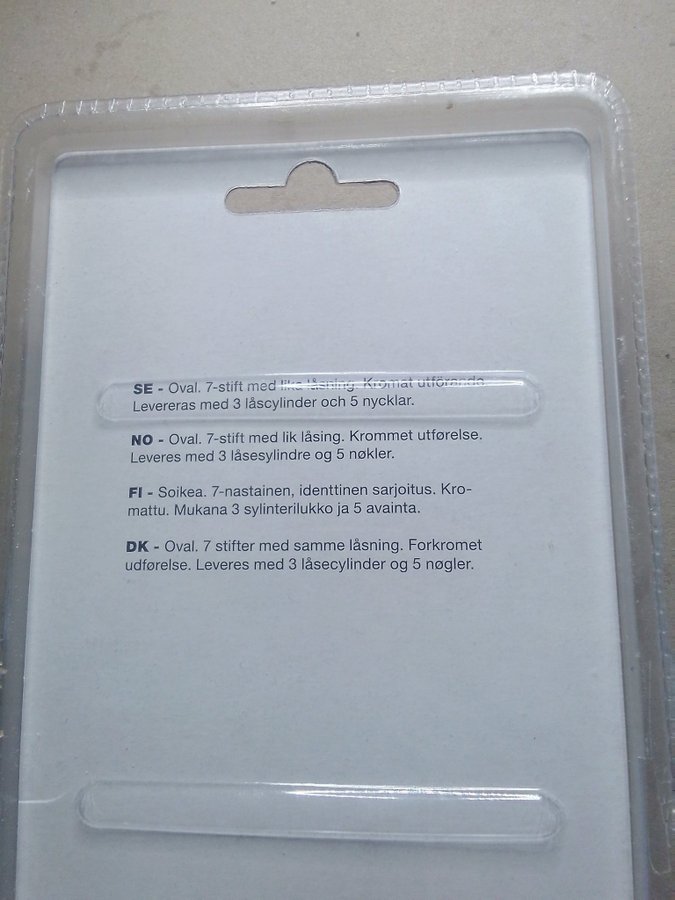 SE - Oval. 7-stift med lika låsning. Kromat utförande.
Levereras med 3 låscylinder och 5 nycklar.
NO - Oval. 7-stift med lik låsing. Krommet utførelse.
Leveres med 3 låsesylindre og 5 nøkler.
FI - Soikea. 7-nastainen, identtinen sarjoitus. Kro-
mattu. Mukana 3 sylinterilukko ja 5 avainta.
DK - Oval. 7 stifter med samme låsning. Forkromet
udførelse. Leveres med 3 låsecylinder og 5 nøgler.